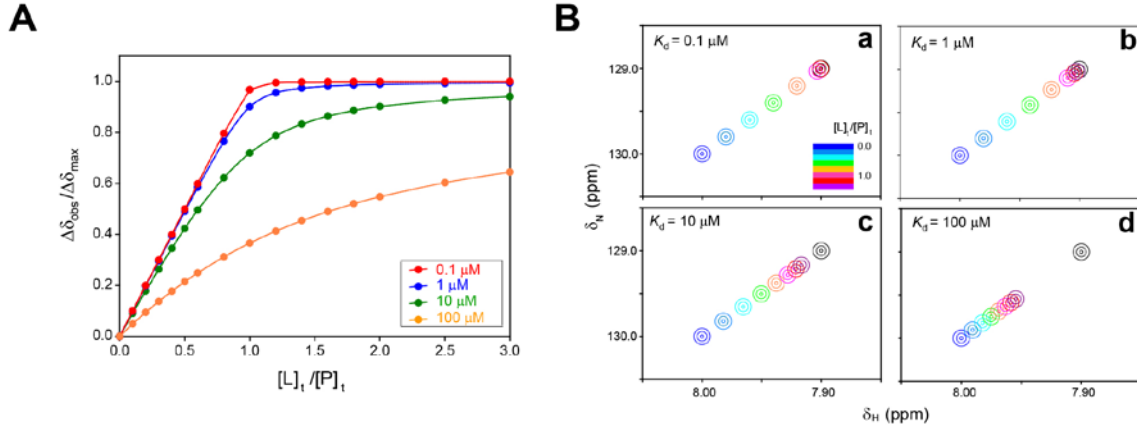 A
Δδobs/Δδmax
1.0
0.8
0.6
0.4
0.2
0.0
0.0
0.5
1.0
1.5
2.0
2.5
3.0
[L]t /[P]t
0.1 μM
1 μM
10 μM
100 μM
B
Kd = 0.1 μM
a
Kd = 1 μM
b
129.0
130.0
[L]t/[P]t
0.0
1.0
Kd = 10 μM
c
Kd = 100 μM
d
129.0
130.0
δN (ppm)
8.00
7.90
8.00
7.90
δH (ppm)